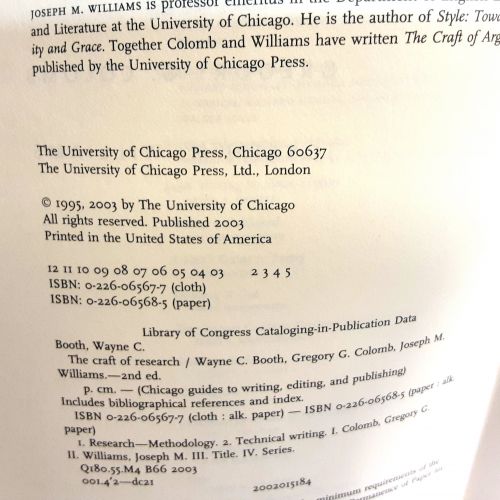 JOSEPH M. WILLIAMS is professor emeritus in the Department of English
and Literature at the University of Chicago. He is the author of Style: Tow
ity and Grace. Together Colomb and Williams have written The Craft of Arg
published by the University of Chicago Press.
The University of Chicago Press, Chicago 60637
The University of Chicago Press, Ltd., London
© 1995, 2003 by The University of Chicago
All rights reserved. Published 2003
Printed in the United States of America
12 11 10 09 08 07 06 05 04 03 2 3 4 5
ISBN: 0-226-06567-7 (cloth)
ISBN: 0-226-06568-5 (paper)
Library of Congress Cataloging-in-Publication Data
Booth, Wayne C.
The craft of research / Wayne C. Booth, Gregory G. Colomb, Joseph M.
Williams.—2nd ed.
p. cm. — (Chicago guides to writing, editing, and publishing)
Includes bibliographical references and index.
ISBN 0-226-06567-7 (cloth : alk. paper) — ISBN 0-226-06568-5 (paper : alk.
paper)
1. Research—Methodology. 2. Technical writing. I. Colomb, Gregory G.
II. Williams, Joseph M. III. Title. IV. Series.
Q180.55.M4 B66 2003
001.4'2—dc21 2002015184
minimum requirements of the
Permanence of Paper for